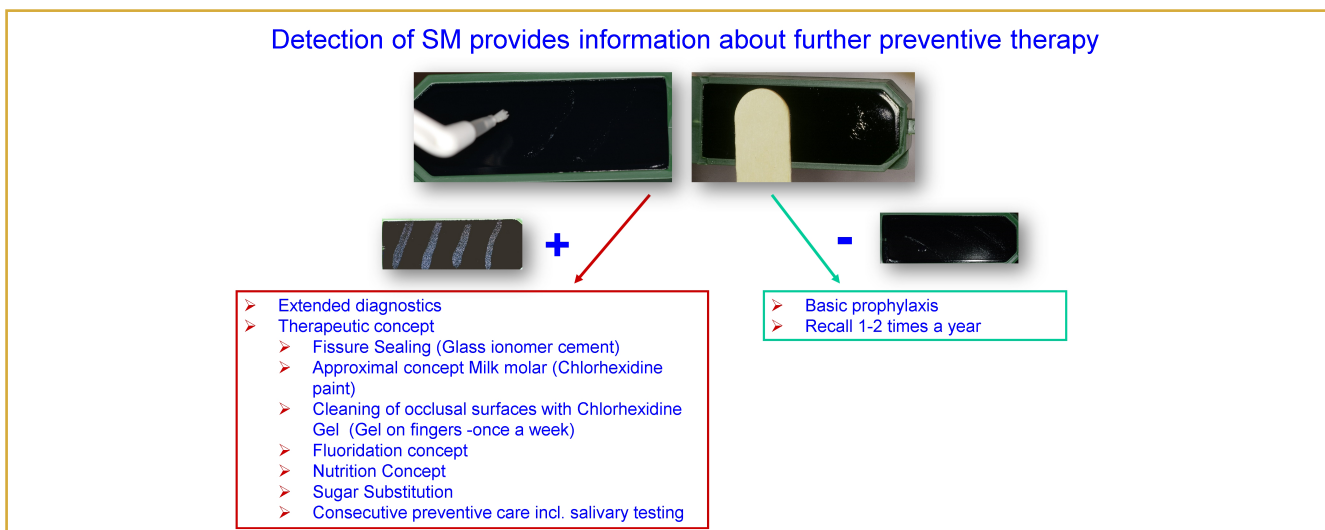 Detection of SM provides information about further preventive therapy
+
-
➢ Extended diagnostics
➢ Therapeutic concept
➢ Fissure Sealing (Glass ionomer cement)
➢ Approximal concept Milk molar (Chlorhexidine
paint)
➢ Cleaning of occlusal surfaces with Chlorhexidine
Gel (Gel on fingers -once a week)
➢ Fluoridation concept
➢ Nutrition Concept
➢ Sugar Substitution
➢ Consecutive preventive care incl. salivary testing
➢ Basic prophylaxis
➢ Recall 1-2 times a year